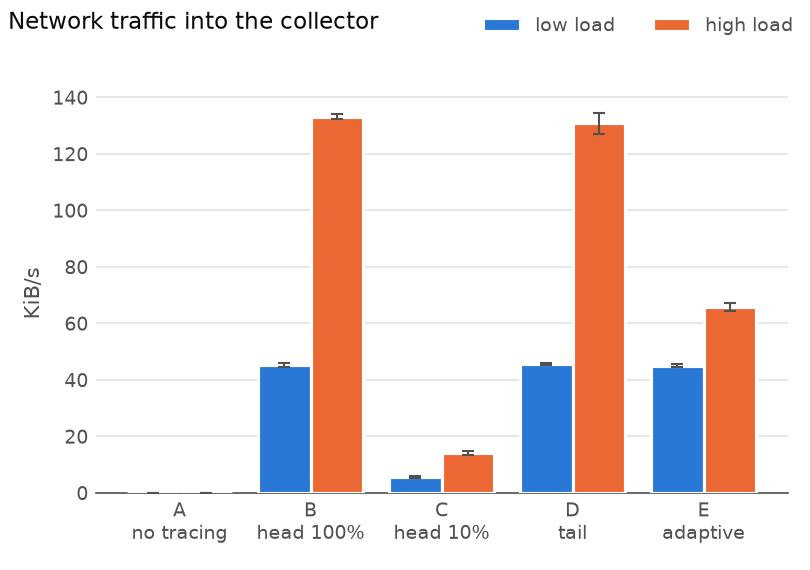 Network traffic into the collector
low load
high load
KiB/s
140
120
100
80
60
40
20
0
A
no tracing
B
head 100%
C
head 10%
D
tail
E
adaptive